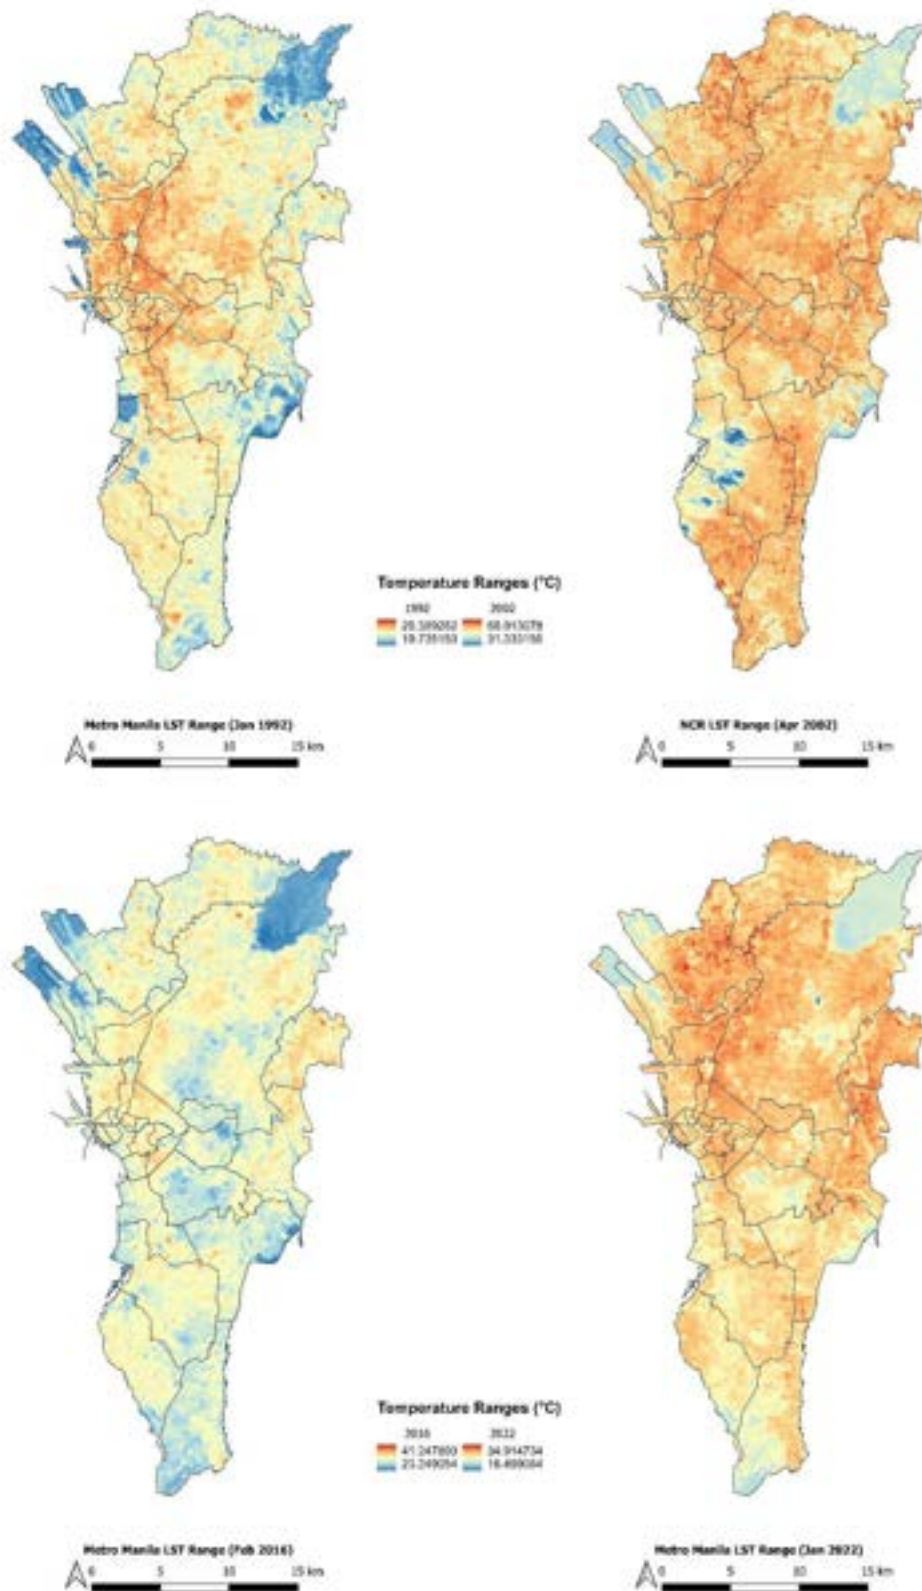 Temperature Ranges (°C)
1992 2002
Metro Manila LST Range (Jan 1992)
0 5 10 15 km
NCR LST Range (Apr 2002)
0 5 10 15 km
Temperature Ranges (°C)
2016 2022
Metro Manila LST Range (Feb 2016)
0 5 10 15 km
Metro Manila LST Range (Jan 2022)
0 5 10 15 km